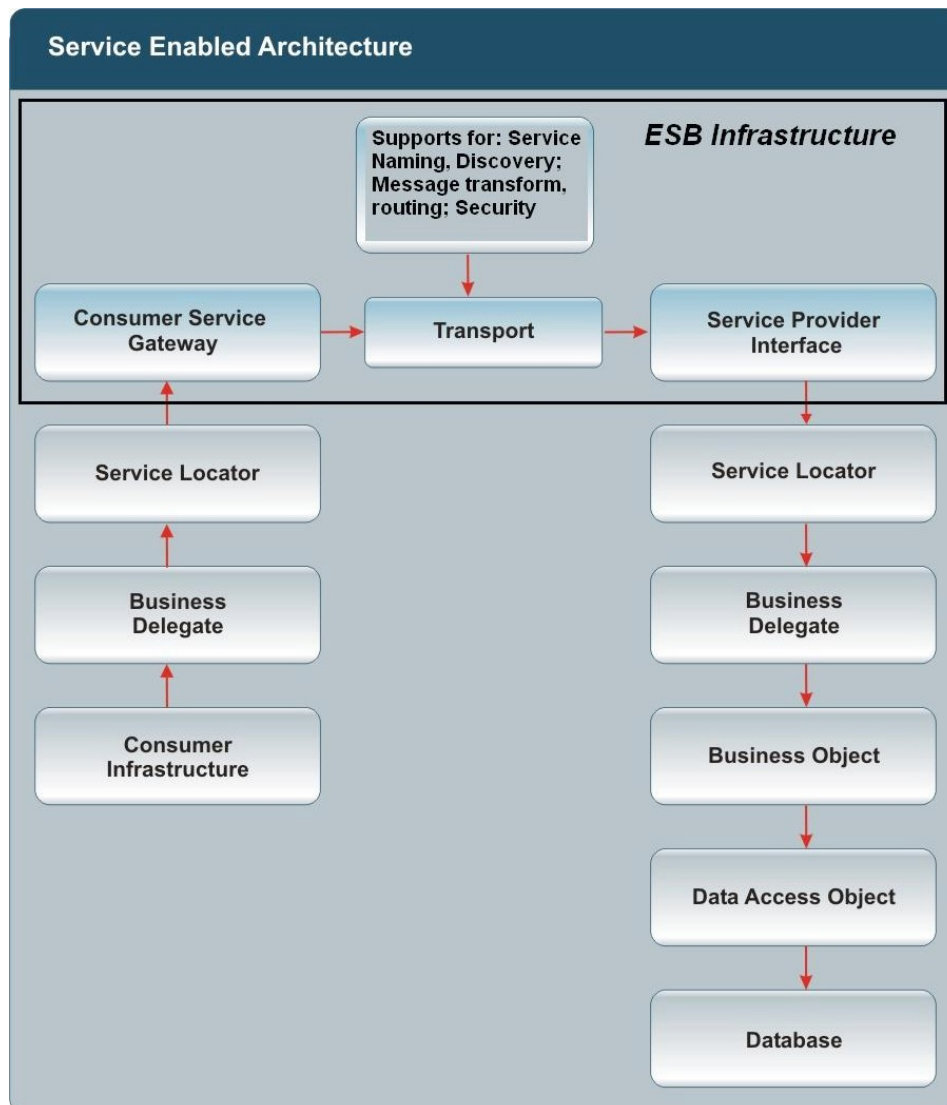 Service Enabled Architecture
Supports for: Service
Naming, Discovery;
Message transform,
routing; Security
ESB Infrastructure
Consumer Service
Gateway
Transport
Service Provider
Interface
Service Locator
Service Locator
Business
Delegate
Business
Delegate
Consumer
Infrastructure
Business Object
Data Access Object
Database